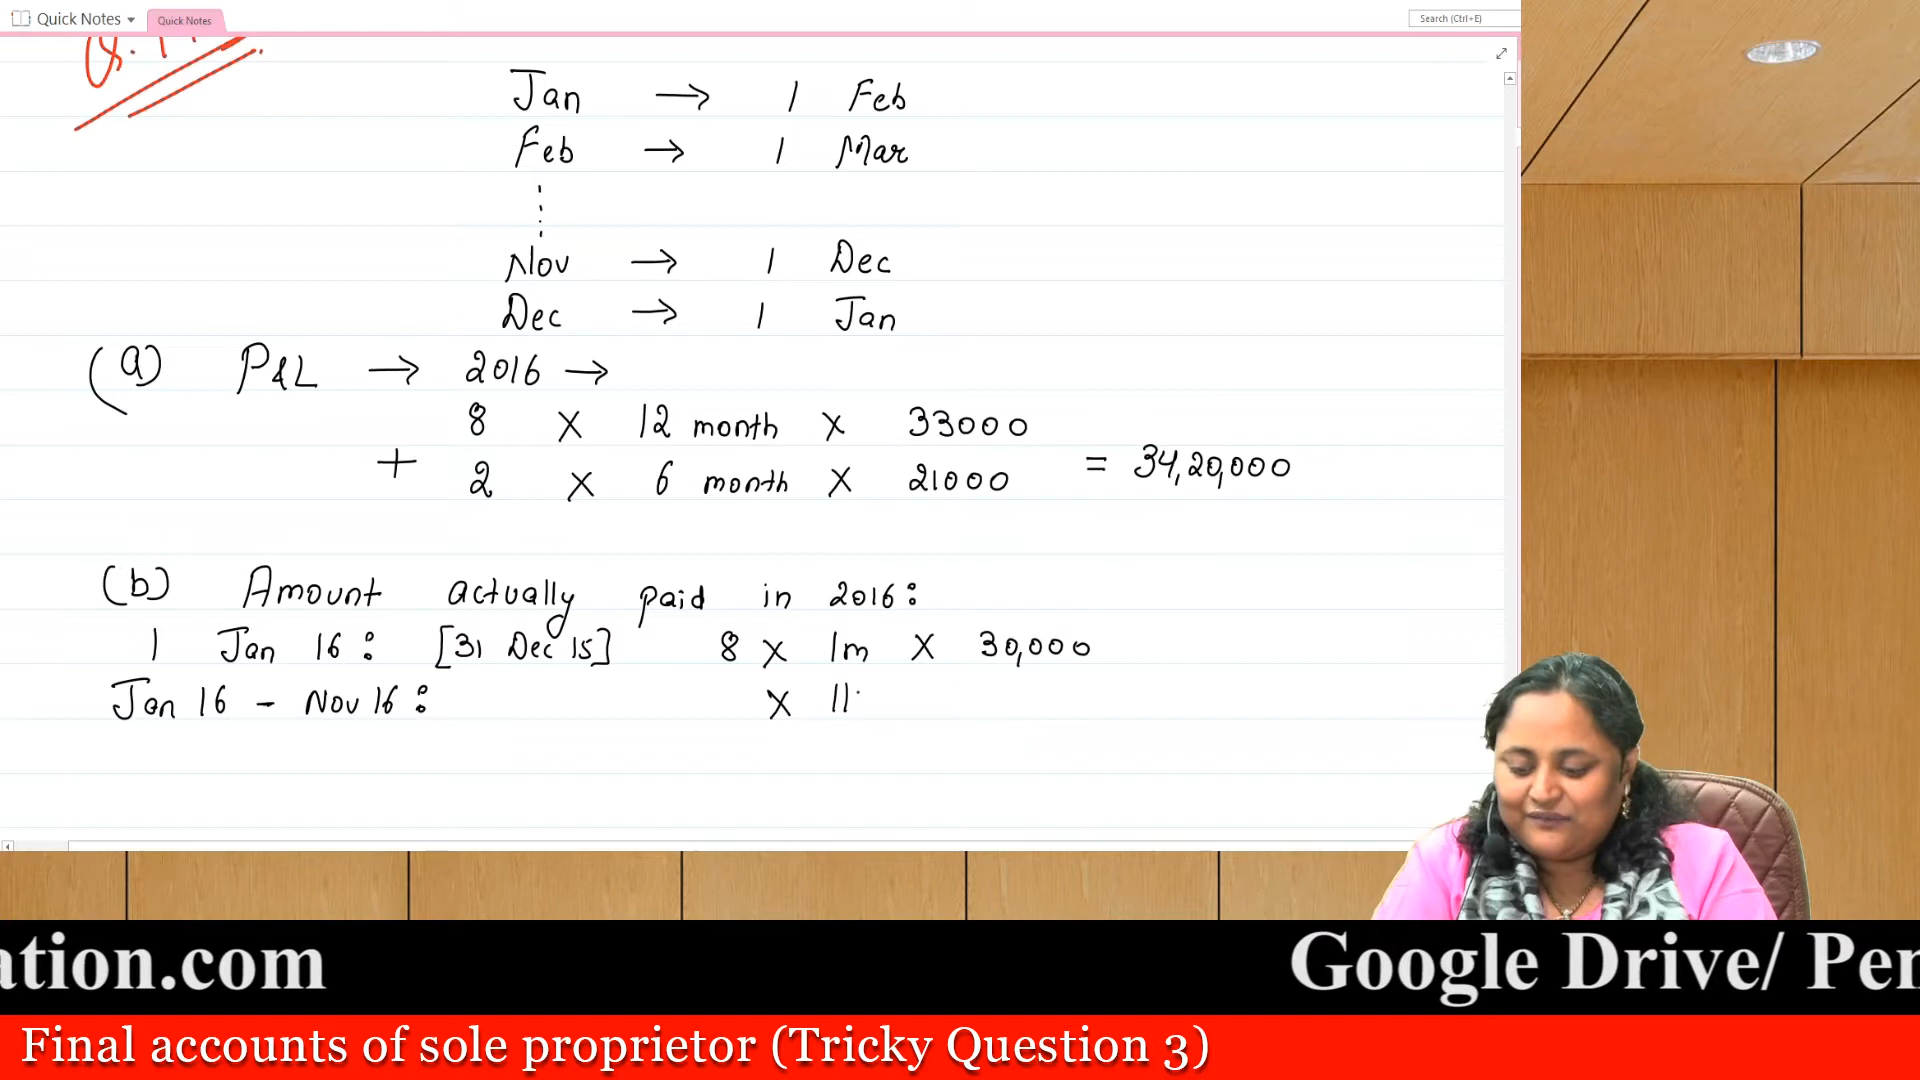 Quick Notes
Quick Notes
Search (Ctrl+E)
Q.
Jan → 1 Feb
Feb → 1 Mar
Nov → 1 Dec
Dec → 1 Jan
(a) P&L → 2016 →
8 X 12 month X 33000
+ 2 X 6 month X 21000 = 34,20,000
(b) Amount actually paid in 2016:
1 Jan 16: [31 Dec 15] 8 X 1m X 30,000
Jan 16 - Nov 16: X 11
ation.com Google Drive/ Per
Final accounts of sole proprietor (Tricky Question 3)